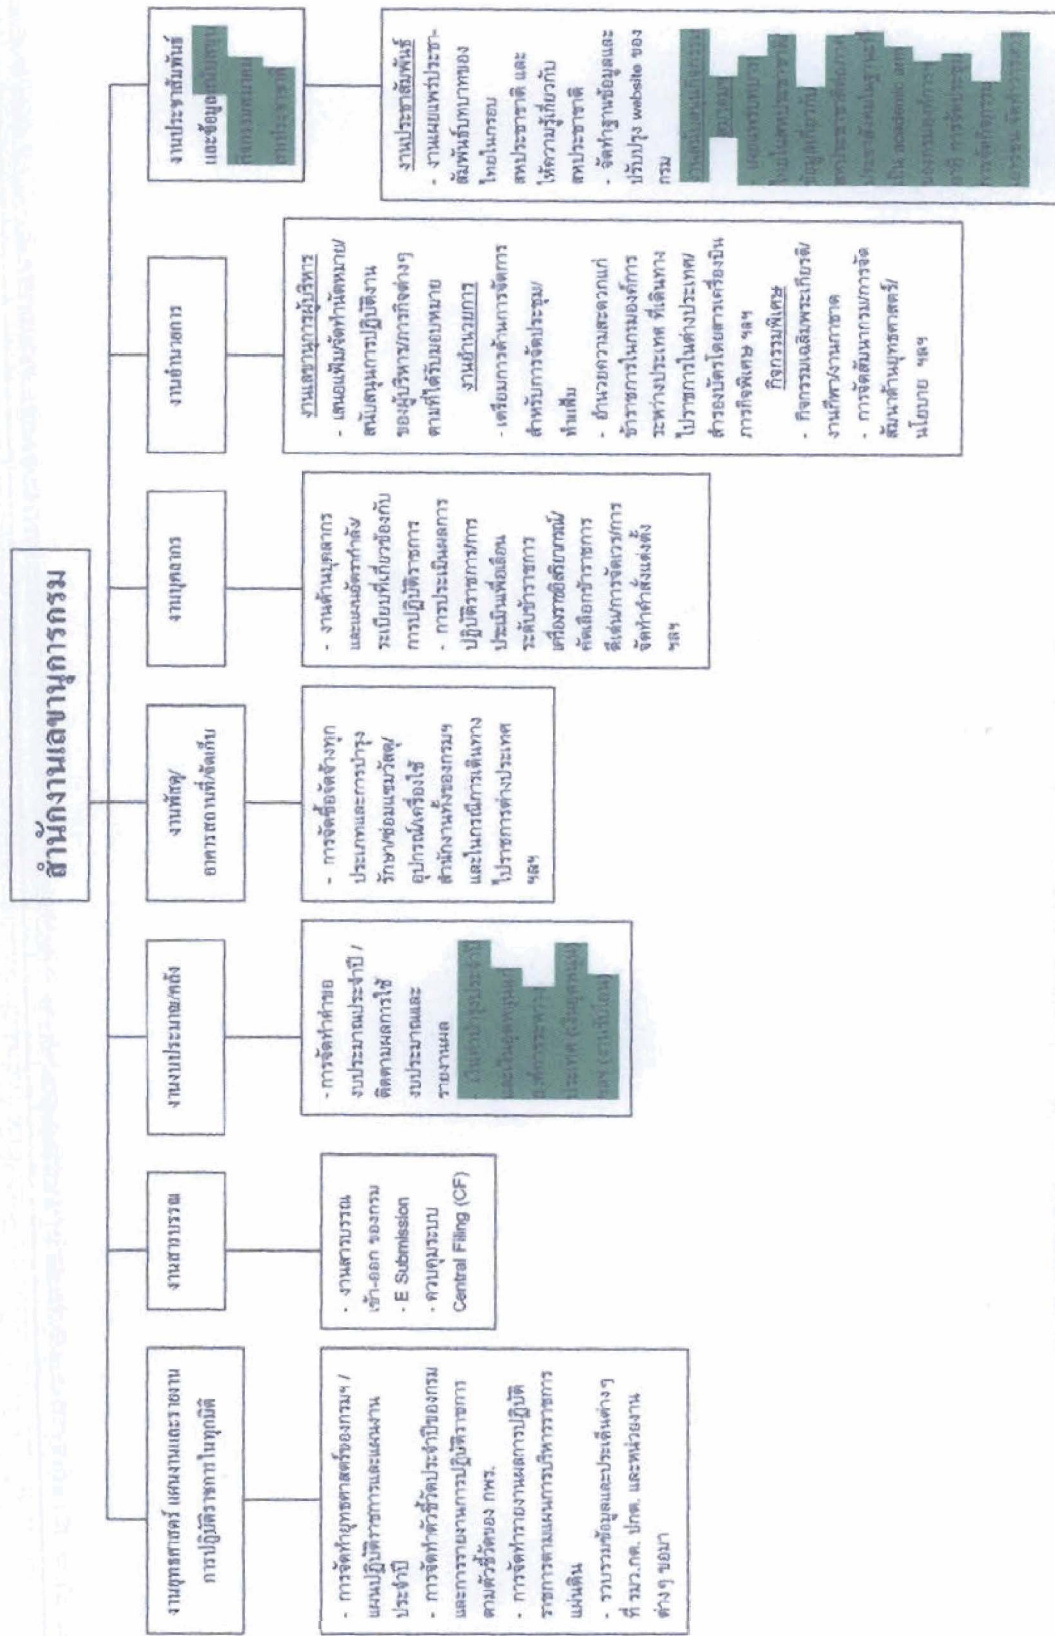 สำนักงานเลขานุการกรม
งานยุทธศาสตร์ แผนงานและรายงาน
การปฏิบัติราชการในทุกมิติ
- การจัดทำยุทธศาสตร์ของกรมฯ /
แผนปฏิบัติราชการและแผนงาน
ประจำปี
- การจัดทำตัวชี้วัดประจำปีของกรม
และการรายงานการปฏิบัติราชการ
ตามตัวชี้วัดของ กพร.
- การจัดทำรายงานผลการปฏิบัติ
ราชการตามแผนการบริหารราชการ
แผ่นดิน
- รวบรวมข้อมูลและประเด็นต่างๆ
ที่ รมว.กต. ปกต. และหน่วยงาน
ต่างๆ ขอมา
งานสารบรรณ
- งานสารบรรณ
เข้า-ออก ของกรม
- E Submission
- ควบคุมระบบ
Central Filing (CF)
งานงบประมาณ/คลัง
- การจัดทำคำขอ
งบประมาณประจำปี /
ติดตามผลการใช้
งบประมาณและ
รายงานผล
เงินค่าบำรุงประจำปี
และเงินอุดหนุนแก่
องค์การระหว่าง
ประเทศ (เงินอุดหนุน)
งานพัสดุ/
อาคารสถานที่/จัดเก็บ
- การจัดซื้อจัดจ้างทุก
ประเภทและการบำรุง
รักษา/ซ่อมแซมวัสดุ/
อุปกรณ์/เครื่องใช้
สำนักงานทั้งของกรมฯ
และในกรณีการเดินทาง
ไปราชการต่างประเทศ
ฯลฯ
งานบุคลากร
- งานด้านบุคลากร
และแผนอัตรากำลัง/
ระเบียบที่เกี่ยวข้องกับ
การปฏิบัติราชการ
- การประเมินผลการ
ปฏิบัติราชการ/การ
ประเมินเพื่อเลื่อน
ระดับข้าราชการ
เครื่องราชอิสริยาภรณ์/
คัดเลือกข้าราชการ
ดีเด่น/การจัดเวร/การ
จัดทำคำสั่งแต่งตั้ง
ฯลฯ
งานอำนวยการ
งานเลขานุการผู้บริหาร
- เสนอแฟ้ม/จัดทำนัดหมาย/
สนับสนุนการปฏิบัติงาน
ของผู้บริหาร/ภารกิจต่างๆ
ตามที่ได้รับมอบหมาย
งานอำนวยการ
- เตรียมการด้านการจัดการ
สำหรับการจัดประชุม/
ทำแฟ้ม
- อำนวยความสะดวกแก่
ข้าราชการในกรมองค์การ
ระหว่างประเทศ ที่เดินทาง
ไปราชการในต่างประเทศ/
สำรองบัตรโดยสารเครื่องบิน
ภารกิจพิเศษ ฯลฯ
กิจกรรมพิเศษ
- กิจกรรมเฉลิมพระเกียรติ/
งานกีฬา/งานกาชาด
- การจัดสัมนากรม/การจัด
สัมนาด้านยุทธศาสตร์/
นโยบาย ฯลฯ
งานประชาสัมพันธ์
และข้อมูล
งานประชาสัมพันธ์
- งานเผยแพร่ประชา-
สัมพันธ์บทบาทของ
ไทยในกรอบ
สหประชาชาติ และ
ให้ความรู้เกี่ยวกับ
สหประชาชาติ
- จัดทำฐานข้อมูลและ
ปรับปรุง website ของ
กรม